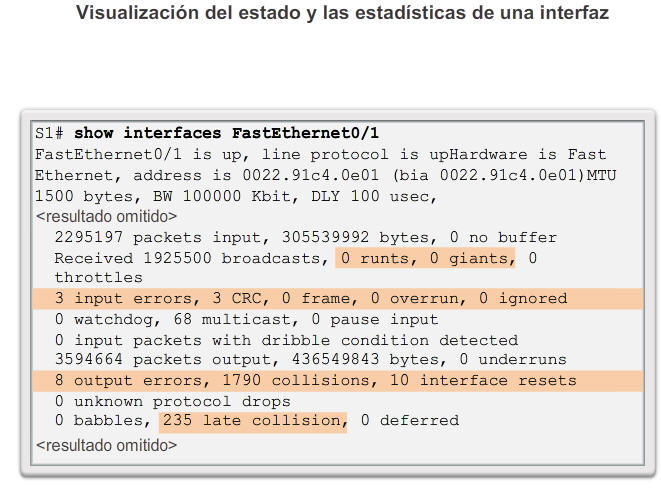 Visualización del estado y las estadísticas de una interfaz
S1# show interfaces FastEthernet0/1
FastEthernet0/1 is up, line protocol is upHardware is Fast
Ethernet, address is 0022.91c4.0e01 (bia 0022.91c4.0e01)MTU
1500 bytes, BW 100000 Kbit, DLY 100 usec,
<resultado omitido>
2295197 packets input, 305539992 bytes, 0 no buffer
Received 1925500 broadcasts, 0 runts, 0 giants, 0
throttles
3 input errors, 3 CRC, 0 frame, 0 overrun, 0 ignored
0 watchdog, 68 multicast, 0 pause input
0 input packets with dribble condition detected
3594664 packets output, 436549843 bytes, 0 underruns
8 output errors, 1790 collisions, 10 interface resets
0 unknown protocol drops
0 babbles, 235 late collision, 0 deferred
<resultado omitido>